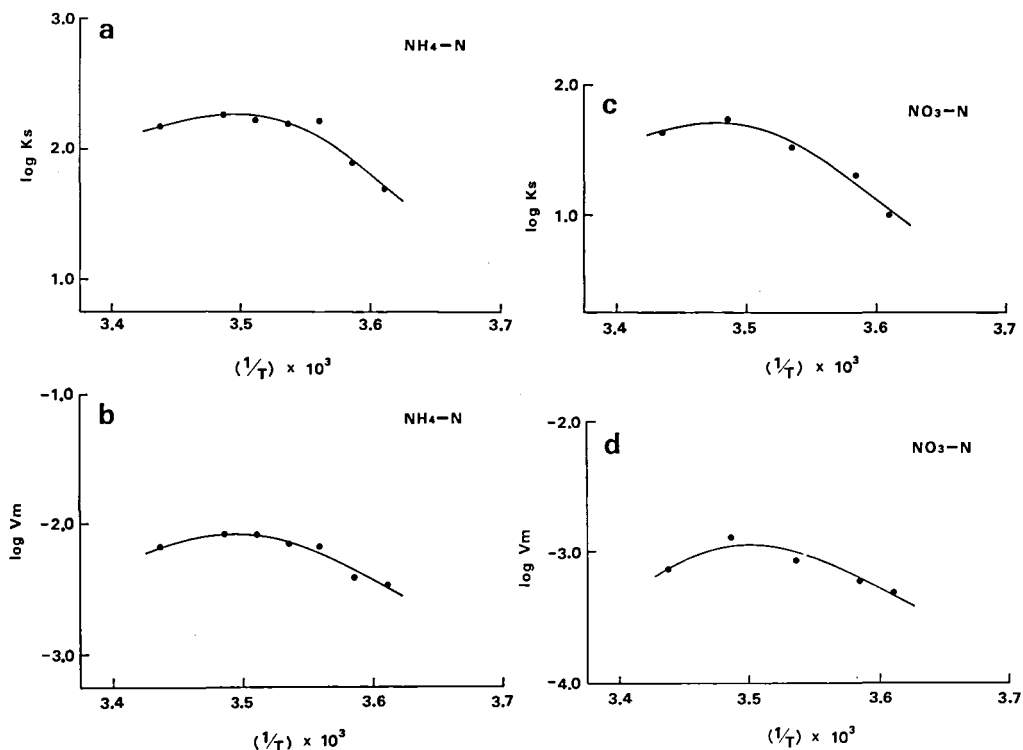 a
NH4-N
3.0
2.0
1.0
log Ks
3.4 3.5 3.6 3.7
(1/T) × 10³
c
NO3-N
2.0
1.0
log Ks
3.4 3.5 3.6 3.7
(1/T) × 10³
b
NH4-N
-1.0
-2.0
-3.0
log Vm
3.4 3.5 3.6 3.7
(1/T) × 10³
d
NO3-N
-2.0
-3.0
-4.0
log Vm
3.4 3.5 3.6 3.7
(1/T) × 10³